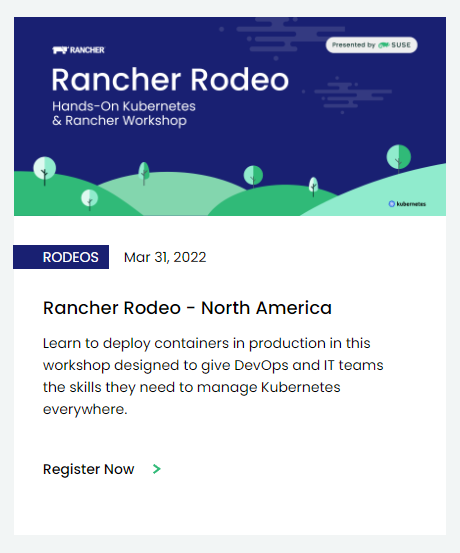 RANCHER
Presented by SUSE
Rancher Rodeo
Hands-On Kubernetes
& Rancher Workshop
kubernetes
RODEOS
Mar 31, 2022
Rancher Rodeo - North America
Learn to deploy containers in production in this
workshop designed to give DevOps and IT teams
the skills they need to manage Kubernetes
everywhere.
Register Now >